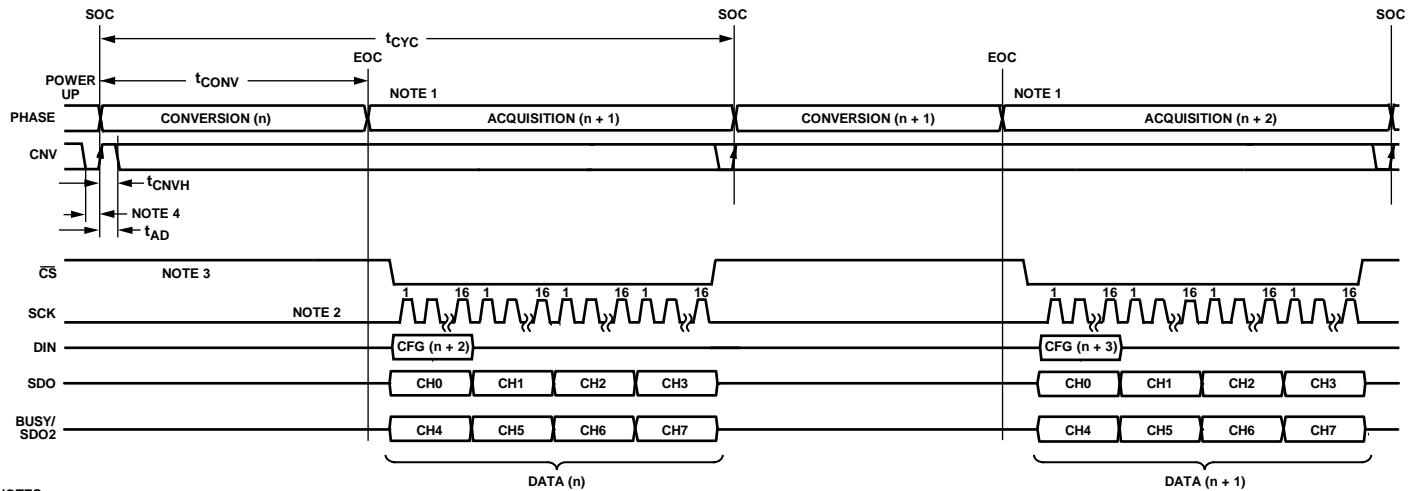 SOC SOC SOC
tCYC
EOC EOC
POWER UP
tCONV
NOTE 1 NOTE 1
PHASE CONVERSION (n) ACQUISITION (n + 1) CONVERSION (n + 1) ACQUISITION (n + 2)
CNV
tCNVH
NOTE 4
tAD
CS NOTE 3
1 16 1 16 1 16 1 16 1 16 1 16 1 16 1 16
SCK NOTE 2
DIN CFG (n + 2) CFG (n + 3)
SDO CH0 CH1 CH2 CH3 CH0 CH1 CH2 CH3
BUSY/
SDO2 CH4 CH5 CH6 CH7 CH4 CH5 CH6 CH7
DATA (n) DATA (n + 1)